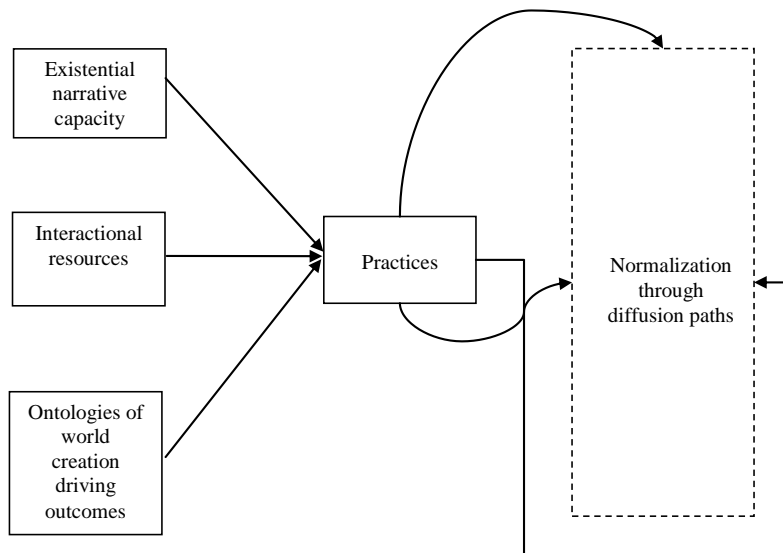 Existential
narrative
capacity
Interactional
resources
Ontologies of
world
creation
driving
outcomes
Practices
Normalization
through
diffusion paths